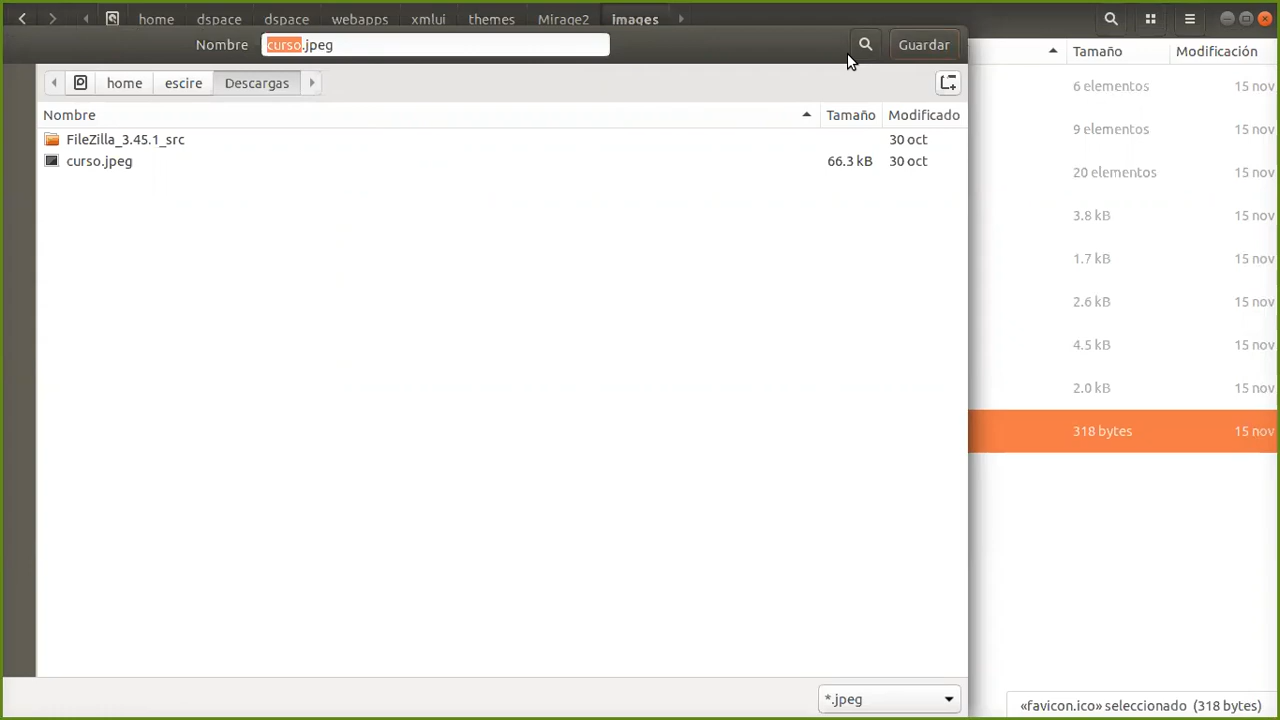 home dspace dspace webapps xmlui themes Mirage2 images
Nombre curso.jpeg Guardar
home escire Descargas
Nombre Tamaño Modificado
FileZilla_3.45.1_src 30 oct
curso.jpeg 66.3 kB 30 oct
*.jpeg
Tamaño Modificación
6 elementos 15 nov
9 elementos 15 nov
20 elementos 15 nov
3.8 kB 15 nov
1.7 kB 15 nov
2.6 kB 15 nov
4.5 kB 15 nov
2.0 kB 15 nov
318 bytes 15 nov
«favicon.ico» seleccionado (318 bytes)